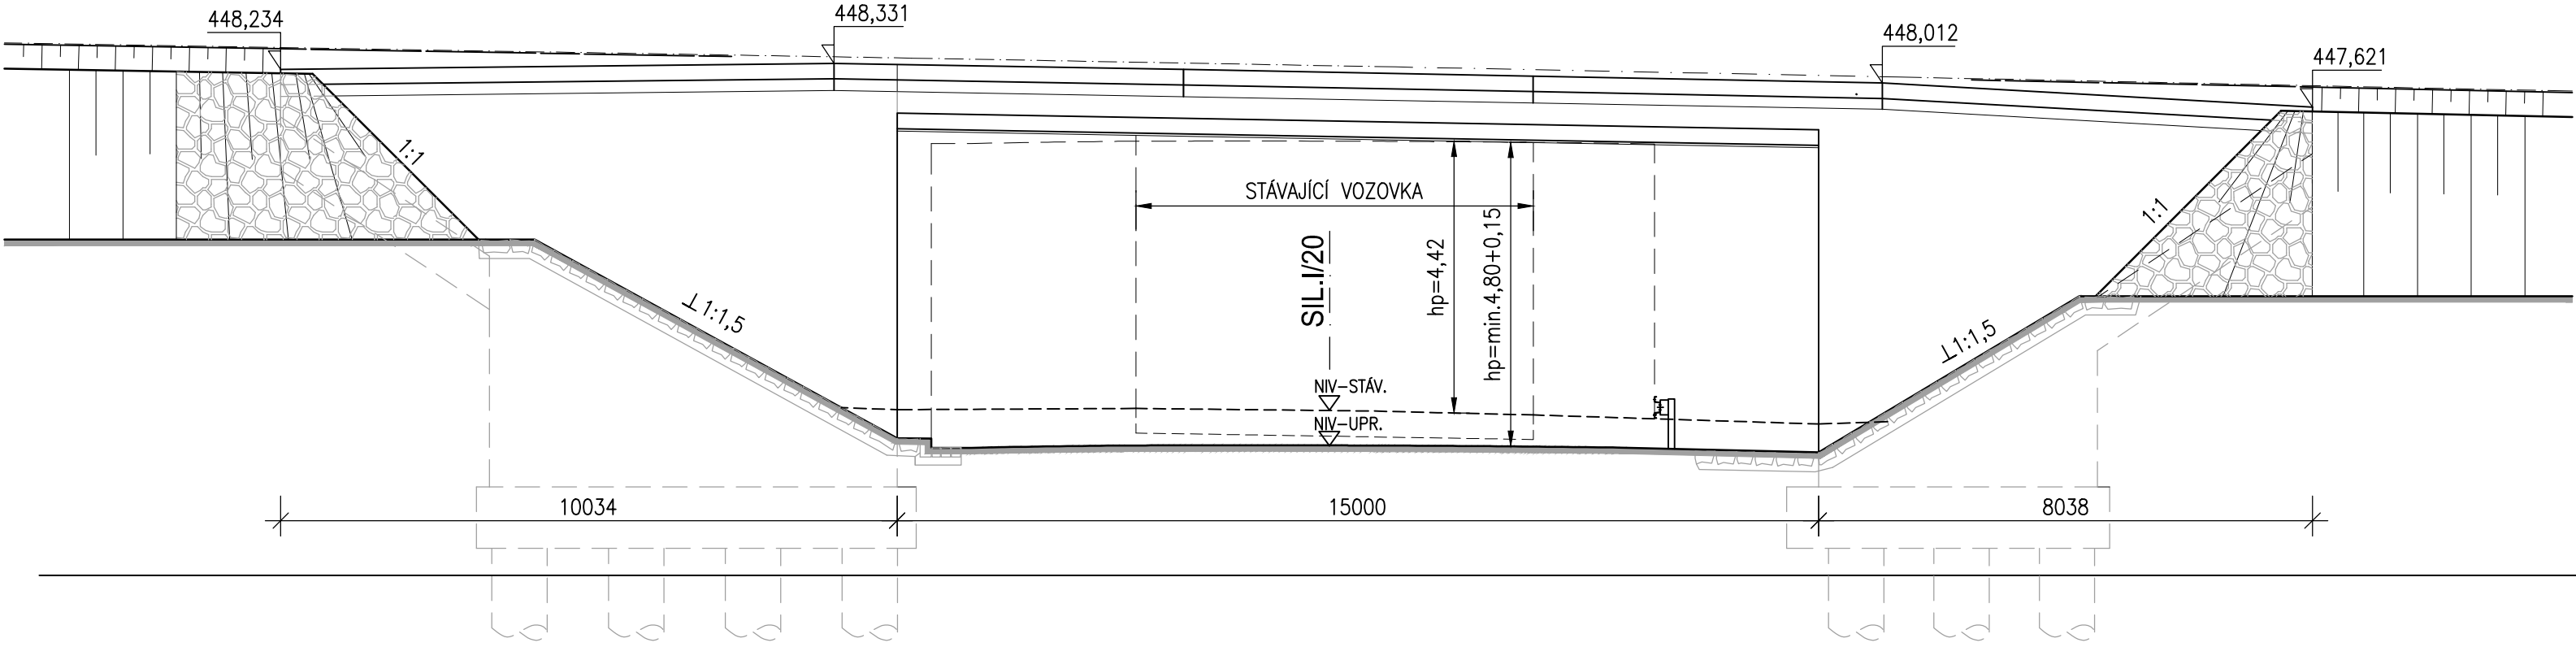 448,234
448,331
448,012
447,621
1:1
STÁVAJÍCÍ VOZOVKA
1:1
SIL.I/20
hp=4,42
hp=min.4,80+0,15
⊥1:1,5
⊥1:1,5
NIV-STÁV.
NIV-UPR.
10034
15000
8038